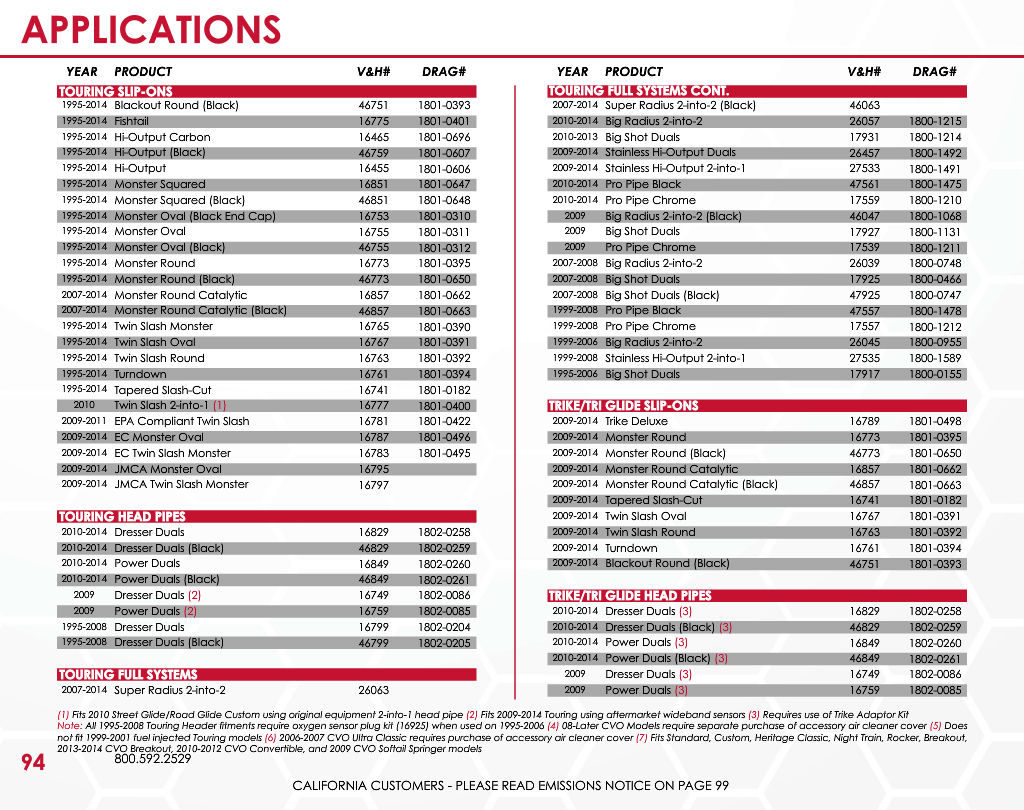 APPLICATIONS
YEAR PRODUCT V&H# DRAG#
TOURING SLIP-ONS
1995-2014 Blackout Round (Black) 46751 1801-0393
1995-2014 Fishtail 16775 1801-0401
1995-2014 Hi-Output Carbon 16465 1801-0696
1995-2014 Hi-Output (Black) 46759 1801-0607
1995-2014 Hi-Output 16455 1801-0606
1995-2014 Monster Squared 16851 1801-0647
1995-2014 Monster Squared (Black) 46851 1801-0648
1995-2014 Monster Oval (Black End Cap) 16753 1801-0310
1995-2014 Monster Oval 16755 1801-0311
1995-2014 Monster Oval (Black) 46755 1801-0312
1995-2014 Monster Round 16773 1801-0395
1995-2014 Monster Round (Black) 46773 1801-0650
2007-2014 Monster Round Catalytic 16857 1801-0662
2007-2014 Monster Round Catalytic (Black) 46857 1801-0663
1995-2014 Twin Slash Monster 16765 1801-0390
1995-2014 Twin Slash Oval 16767 1801-0391
1995-2014 Twin Slash Round 16763 1801-0392
1995-2014 Turndown 16761 1801-0394
1995-2014 Tapered Slash-Cut 16741 1801-0182
2010 Twin Slash 2-into-1 (1) 16777 1801-0400
2009-2011 EPA Compliant Twin Slash 16781 1801-0422
2009-2014 EC Monster Oval 16787 1801-0496
2009-2014 EC Twin Slash Monster 16783 1801-0495
2009-2014 JMCA Monster Oval 16795
2009-2014 JMCA Twin Slash Monster 16797
TOURING HEAD PIPES
2010-2014 Dresser Duals 16829 1802-0258
2010-2014 Dresser Duals (Black) 46829 1802-0259
2010-2014 Power Duals 16849 1802-0260
2010-2014 Power Duals (Black) 46849 1802-0261
2009 Dresser Duals (2) 16749 1802-0086
2009 Power Duals (2) 16759 1802-0085
1995-2008 Dresser Duals 16799 1802-0204
1995-2008 Dresser Duals (Black) 46799 1802-0205
TOURING FULL SYSTEMS
2007-2014 Super Radius 2-into-2 26063
YEAR PRODUCT V&H# DRAG#
TOURING FULL SYSTEMS CONT.
2007-2014 Super Radius 2-into-2 (Black) 46063
2010-2014 Big Radius 2-into-2 26057 1800-1215
2010-2013 Big Shot Duals 17931 1800-1214
2009-2014 Stainless Hi-Output Duals 26457 1800-1492
2009-2014 Stainless Hi-Output 2-into-1 27533 1800-1491
2010-2014 Pro Pipe Black 47561 1800-1475
2010-2014 Pro Pipe Chrome 17559 1800-1210
2009 Big Radius 2-into-2 (Black) 46047 1800-1068
2009 Big Shot Duals 17927 1800-1131
2009 Pro Pipe Chrome 17539 1800-1211
2007-2008 Big Radius 2-into-2 26039 1800-0748
2007-2008 Big Shot Duals 17925 1800-0466
2007-2008 Big Shot Duals (Black) 47925 1800-0747
1999-2008 Pro Pipe Black 47557 1800-1478
1999-2008 Pro Pipe Chrome 17557 1800-1212
1999-2006 Big Radius 2-into-2 26045 1800-0955
1999-2008 Stainless Hi-Output 2-into-1 27535 1800-1589
1995-2006 Big Shot Duals 17917 1800-0155
TRIKE/TRI GLIDE SLIP-ONS
2009-2014 Trike Deluxe 16789 1801-0498
2009-2014 Monster Round 16773 1801-0395
2009-2014 Monster Round (Black) 46773 1801-0650
2009-2014 Monster Round Catalytic 16857 1801-0662
2009-2014 Monster Round Catalytic (Black) 46857 1801-0663
2009-2014 Tapered Slash-Cut 16741 1801-0182
2009-2014 Twin Slash Oval 16767 1801-0391
2009-2014 Twin Slash Round 16763 1801-0392
2009-2014 Turndown 16761 1801-0394
2009-2014 Blackout Round (Black) 46751 1801-0393
TRIKE/TRI GLIDE HEAD PIPES
2010-2014 Dresser Duals (3) 16829 1802-0258
2010-2014 Dresser Duals (Black) (3) 46829 1802-0259
2010-2014 Power Duals (3) 16849 1802-0260
2010-2014 Power Duals (Black) (3) 46849 1802-0261
2009 Dresser Duals (3) 16749 1802-0086
2009 Power Duals (3) 16759 1802-0085
(1) Fits 2010 Street Glide/Road Glide Custom using original equipment 2-into-1 head pipe (2) Fits 2009-2014 Touring using aftermarket wideband sensors (3) Requires use of Trike Adaptor Kit
Note: All 1995-2008 Touring Header fitments require oxygen sensor plug kit (16925) when used on 1995-2006 (4) 08-Later CVO Models require separate purchase of accessory air cleaner cover (5) Does
not fit 1999-2001 fuel injected Touring models (6) 2006-2007 CVO Ultra Classic requires purchase of accessory air cleaner cover (7) Fits Standard, Custom, Heritage Classic, Night Train, Rocker, Breakout,
2013-2014 CVO Breakout, 2010-2012 CVO Convertible, and 2009 CVO Softail Springer models
94 800.592.2529
CALIFORNIA CUSTOMERS - PLEASE READ EMISSIONS NOTICE ON PAGE 99